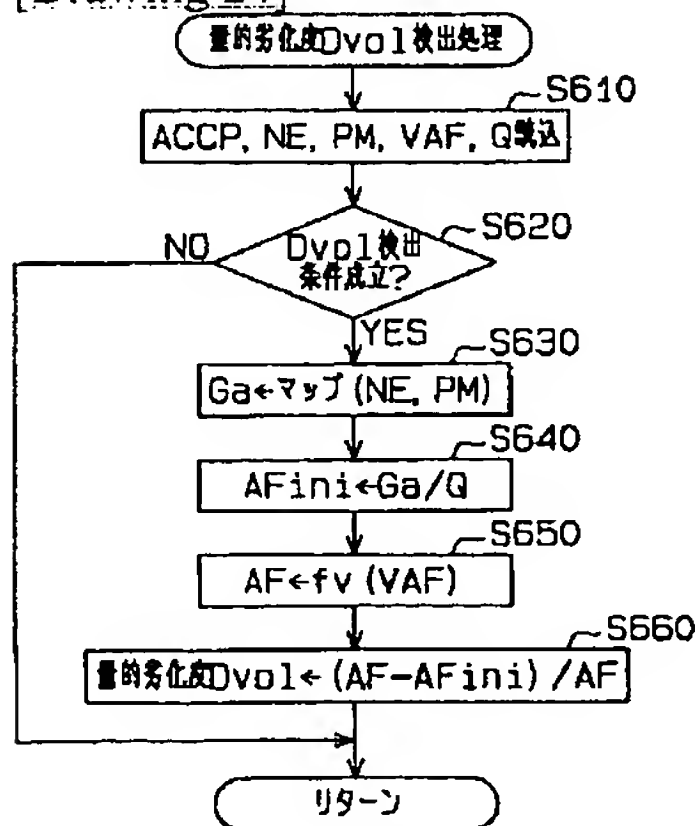 量的劣化度Dvol検出処理
S610
ACCP, NE, PM, VAF, Q読込
S620
NO
Dvol検出
条件成立?
YES
S630
Ga←マップ(NE, PM)
S640
AFini←Ga/Q
S650
AF←fv(VAF)
S660
量的劣化度Dvol←(AF-AFini)/AF
リターン